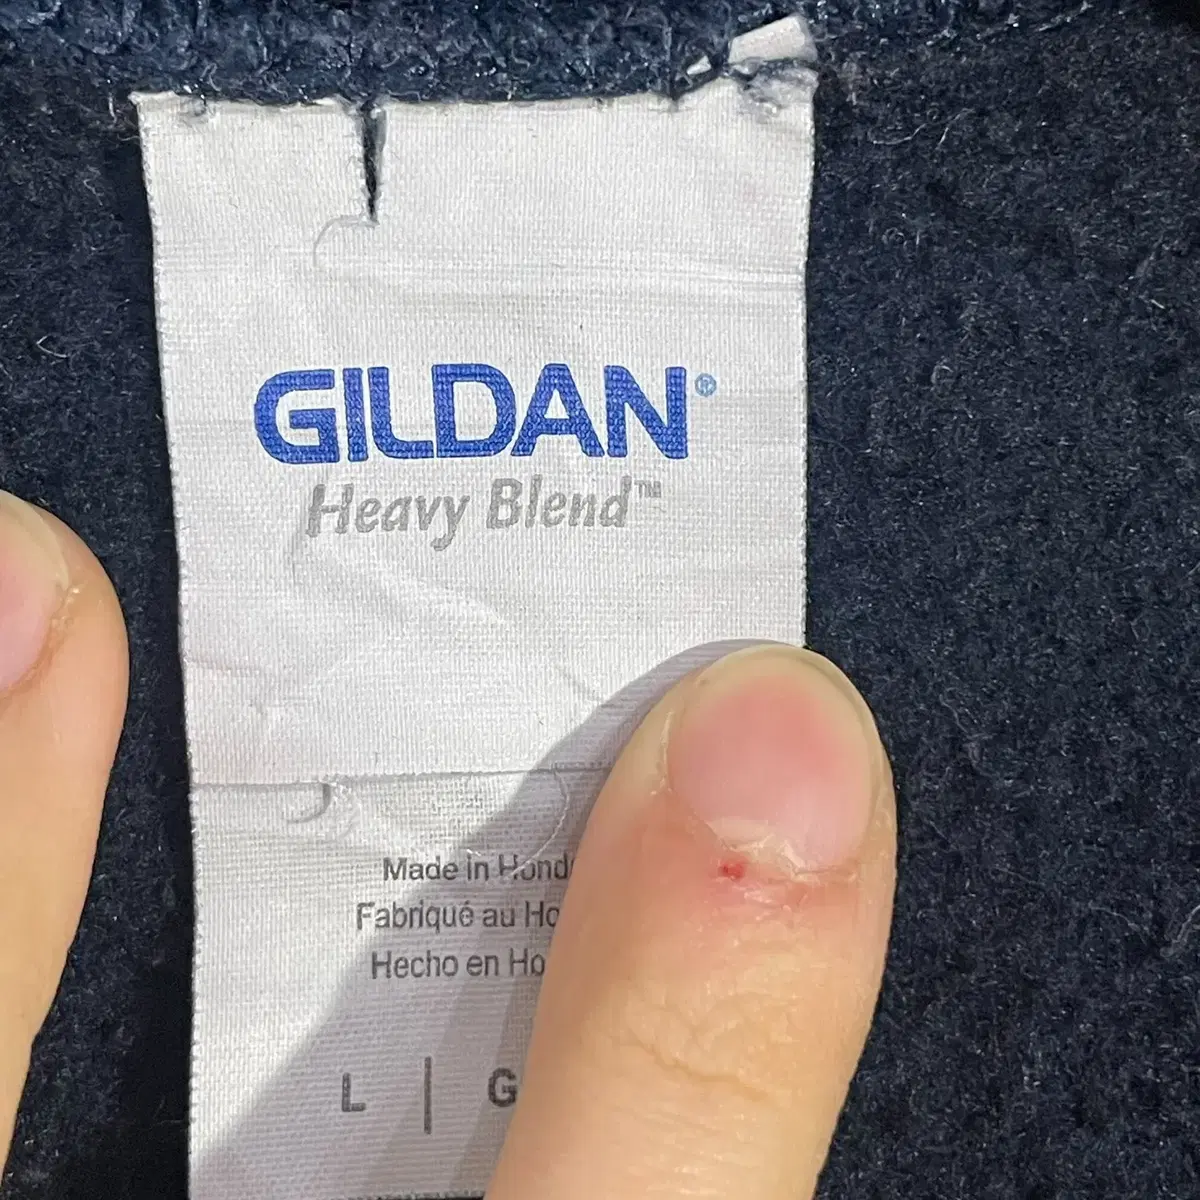 GILDAN®
Heavy Blend™
Made in Hond
Fabriqué au Ho
Hecho en Ho
L | G